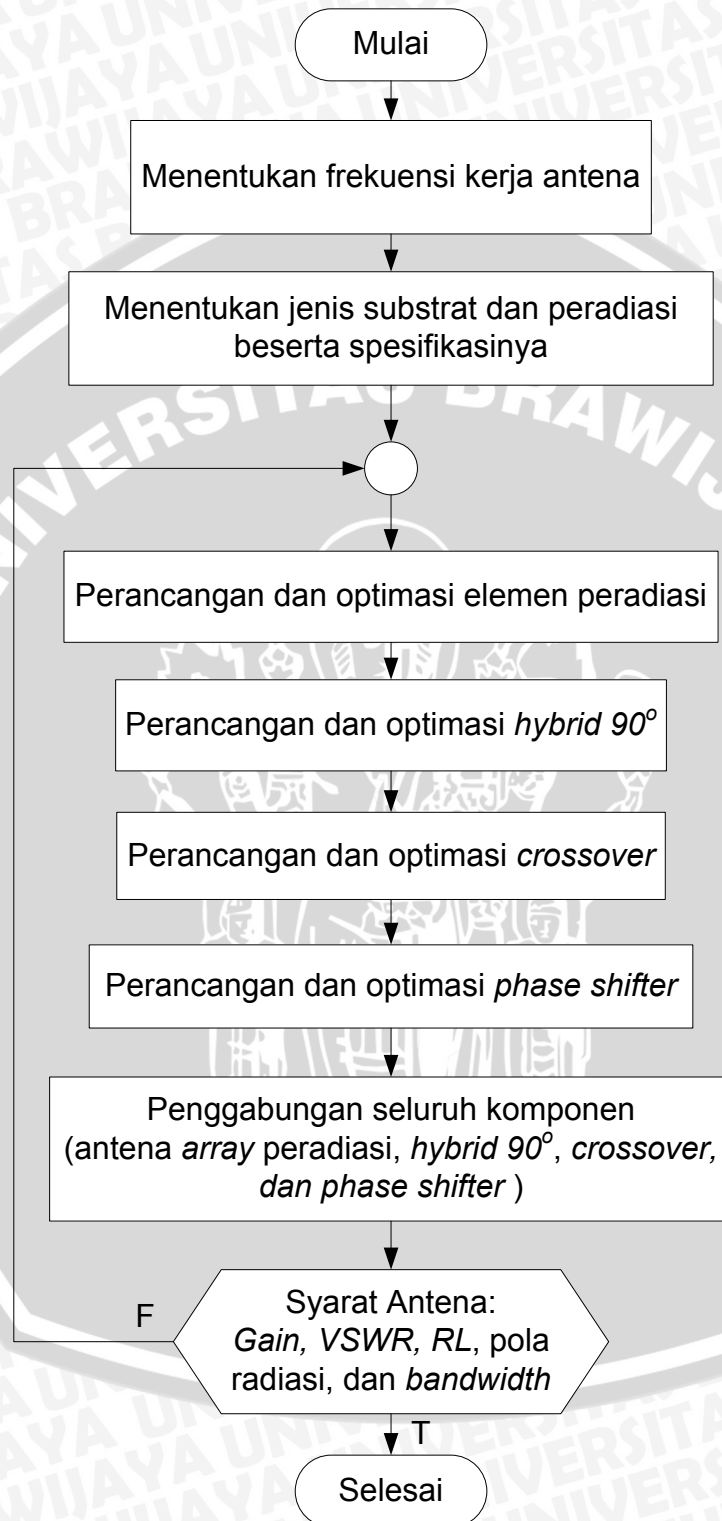 Mulai
Menentukan frekuensi kerja antena
Menentukan jenis substrat dan peradiasi
beserta spesifikasinya
Perancangan dan optimasi elemen peradiasi
Perancangan dan optimasi hybrid 90°
Perancangan dan optimasi crossover
Perancangan dan optimasi phase shifter
Penggabungan seluruh komponen
(antena array peradiasi, hybrid 90°, crossover,
dan phase shifter )
F
Syarat Antena:
Gain, VSWR, RL, pola
radiasi, dan bandwidth
T
Selesai